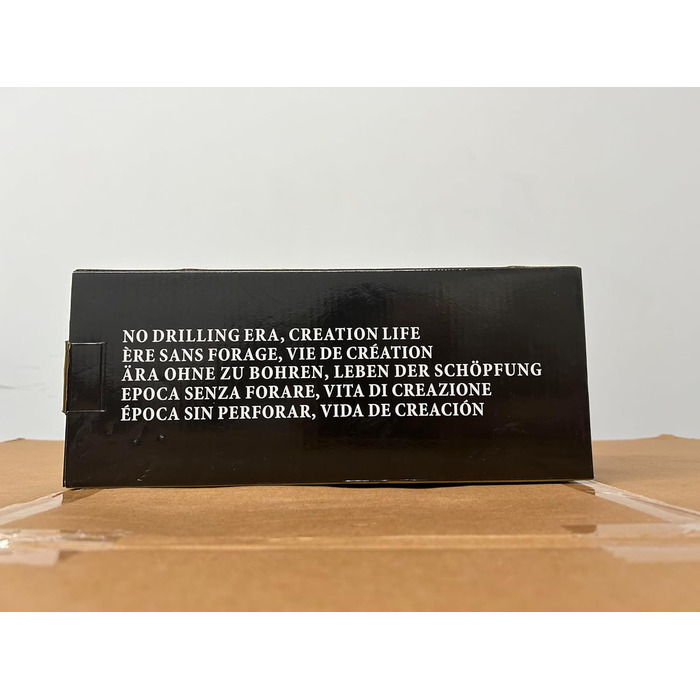 NO DRILLING ERA, CREATION LIFE
ÈRE SANS FORAGE, VIE DE CRÉATION
ÄRA OHNE ZU BOHREN, LEBEN DER SCHÖPFUNG
EPOCA SENZA FORARE, VITA DI CREAZIONE
ÉPOCA SIN PERFORAR, VIDA DE CREACIÓN